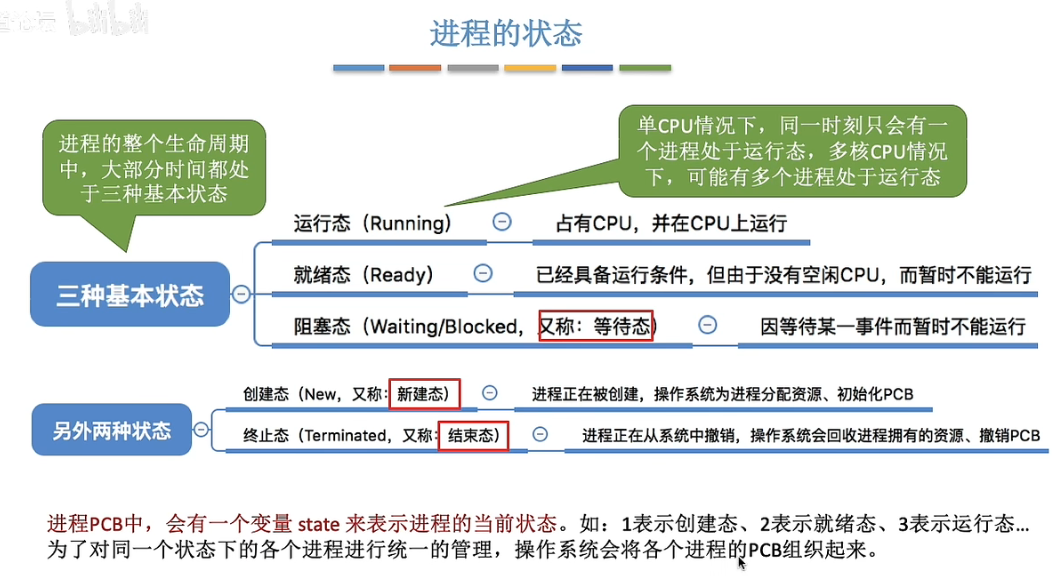 进程的状态
进程的整个生命周期
中，大部分时间都处
于三种基本状态
单CPU情况下，同一时刻只会有一
个进程处于运行态，多核CPU情况
下，可能有多个进程处于运行态
三种基本状态
运行态（Running）
占有CPU，并在CPU上运行
就绪态（Ready）
已经具备运行条件，但由于没有空闲CPU，而暂时不能运行
阻塞态（Waiting/Blocked，又称：等待态）
因等待某一事件而暂时不能运行
另外两种状态
创建态（New，又称：新建态）
进程正在被创建，操作系统为进程分配资源、初始化PCB
终止态（Terminated，又称：结束态）
进程正在从系统中撤销，操作系统会回收进程拥有的资源、撤销PCB
进程PCB中，会有一个变量 state 来表示进程的当前状态。如：1表示创建态、2表示就绪态、3表示运行态...
为了对同一个状态下的各个进程进行统一的管理，操作系统会将各个进程的PCB组织起来。